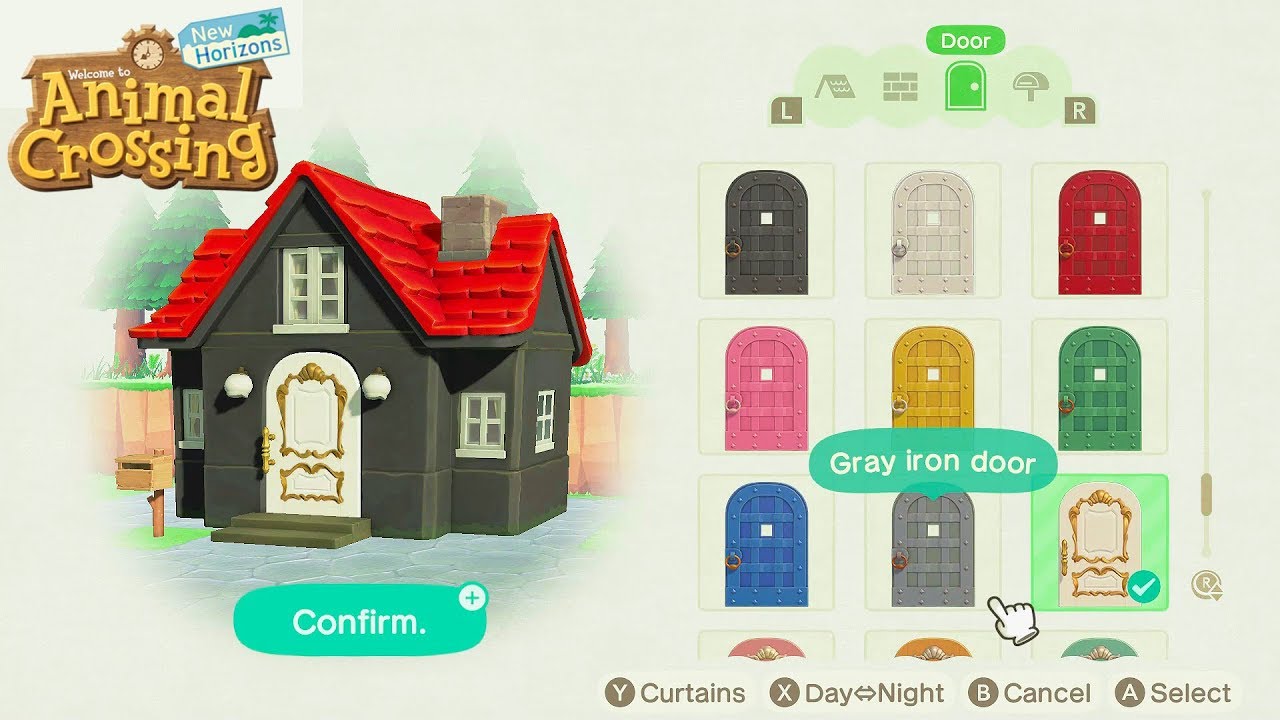 Welcome to
Animal
Crossing
New
Horizons
Door
L
R
Gray iron door
R
Confirm.
+
Y Curtains X Day⇔Night B Cancel A Select